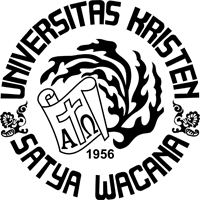 UNIVERSITAS KRISTEN
Α Ω
1956
SATYA WACANA